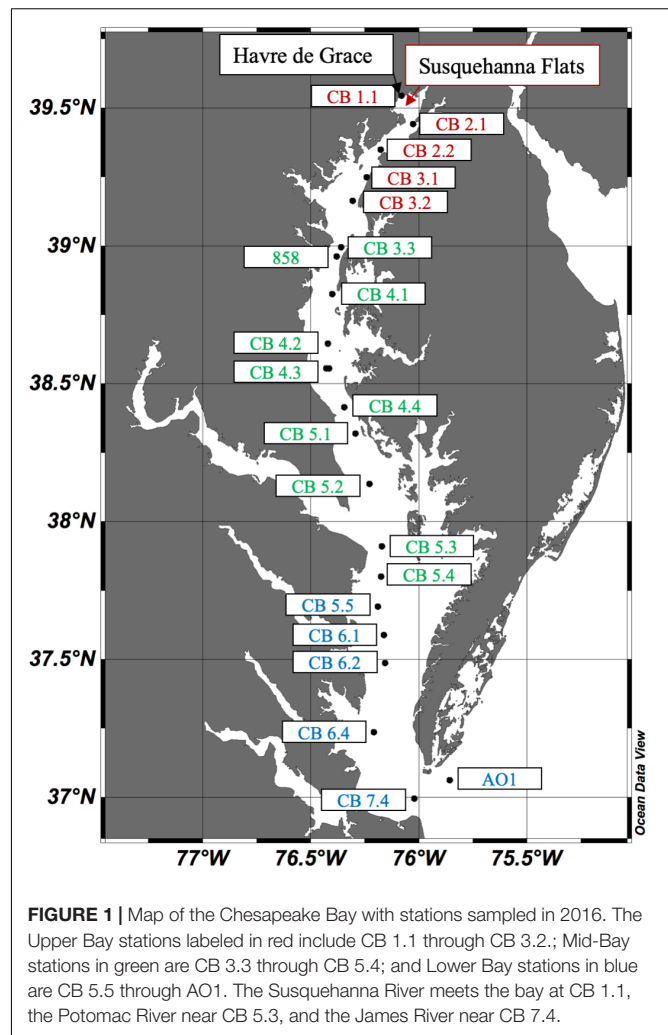 Havre de Grace
Susquehanna Flats
39.5°N
CB 1.1
CB 2.1
CB 2.2
CB 3.1
CB 3.2
39°N
CB 3.3
858
CB 4.1
CB 4.2
38.5°N
CB 4.3
CB 4.4
CB 5.1
CB 5.2
38°N
CB 5.3
CB 5.4
CB 5.5
CB 6.1
37.5°N
CB 6.2
CB 6.4
AO1
37°N
CB 7.4
Ocean Data View
77°W
76.5°W
76°W
75.5°W
FIGURE 1 | Map of the Chesapeake Bay with stations sampled in 2016. The
Upper Bay stations labeled in red include CB 1.1 through CB 3.2.; Mid-Bay
stations in green are CB 3.3 through CB 5.4; and Lower Bay stations in blue
are CB 5.5 through AO1. The Susquehanna River meets the bay at CB 1.1,
the Potomac River near CB 5.3, and the James River near CB 7.4.